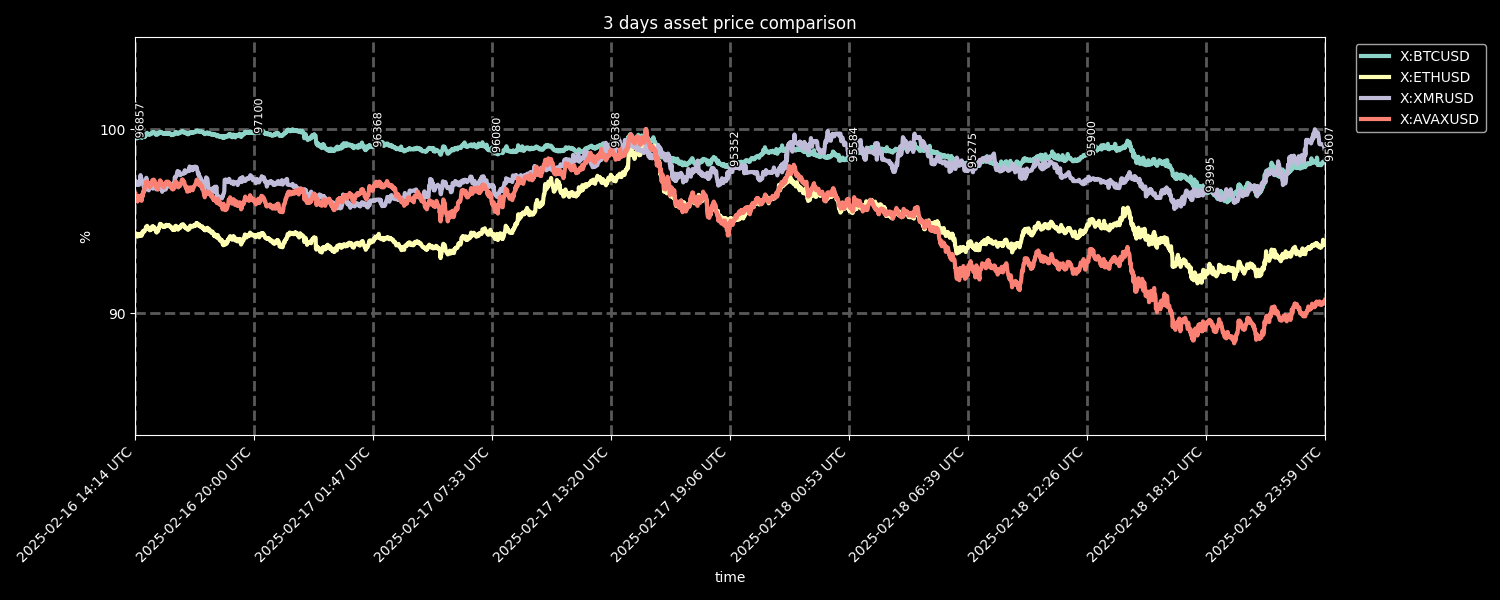 3 days asset price comparison
X:BTCUSD
X:ETHUSD
X:XMRUSD
X:AVAXUSD
100
90
%
96857
97100
96368
96080
96368
95352
95584
95275
95900
93995
95607
2025-02-16 14:14 UTC
2025-02-16 20:00 UTC
2025-02-17 01:47 UTC
2025-02-17 07:33 UTC
2025-02-17 13:20 UTC
2025-02-17 19:06 UTC
2025-02-18 00:53 UTC
2025-02-18 06:39 UTC
2025-02-18 12:26 UTC
2025-02-18 18:12 UTC
2025-02-18 23:59 UTC
time